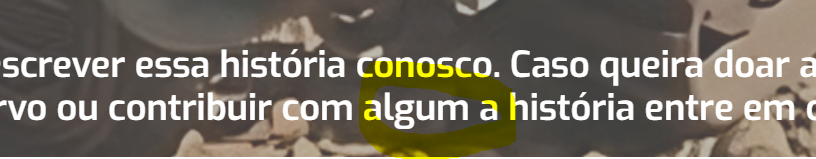 screver essa história conosco. Caso queira doar a
rvo ou contribuir com algum a história entre em c